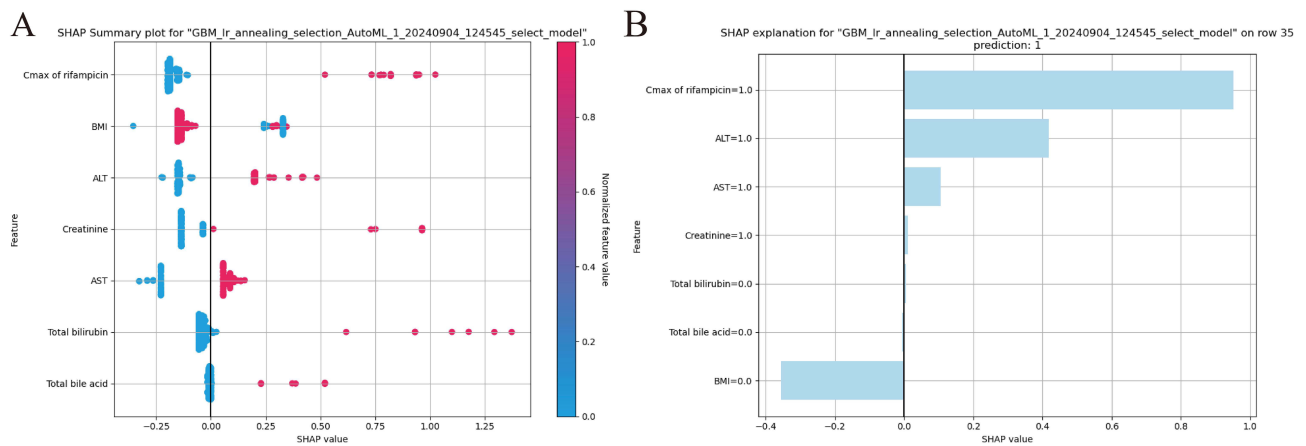 A
SHAP Summary plot for "GBM_lr_annealing_selection_AutoML_1_20240904_124545_select_model"
Cmax of rifampicin
BMI
ALT
Creatinine
AST
Total bilirubin
Total bile acid
Feature
−0.25
0.00
0.25
0.50
0.75
1.00
1.25
SHAP value
1.0
0.8
0.6
0.4
0.2
0.0
Normalized feature value
B
SHAP explanation for "GBM_lr_annealing_selection_AutoML_1_20240904_124545_select_model" on row 35
prediction: 1
Cmax of rifampicin=1.0
ALT=1.0
AST=1.0
Creatinine=1.0
Total bilirubin=0.0
Total bile acid=0.0
BMI=0.0
Feature
−0.4
−0.2
0.0
0.2
0.4
0.6
0.8
1.0
SHAP value